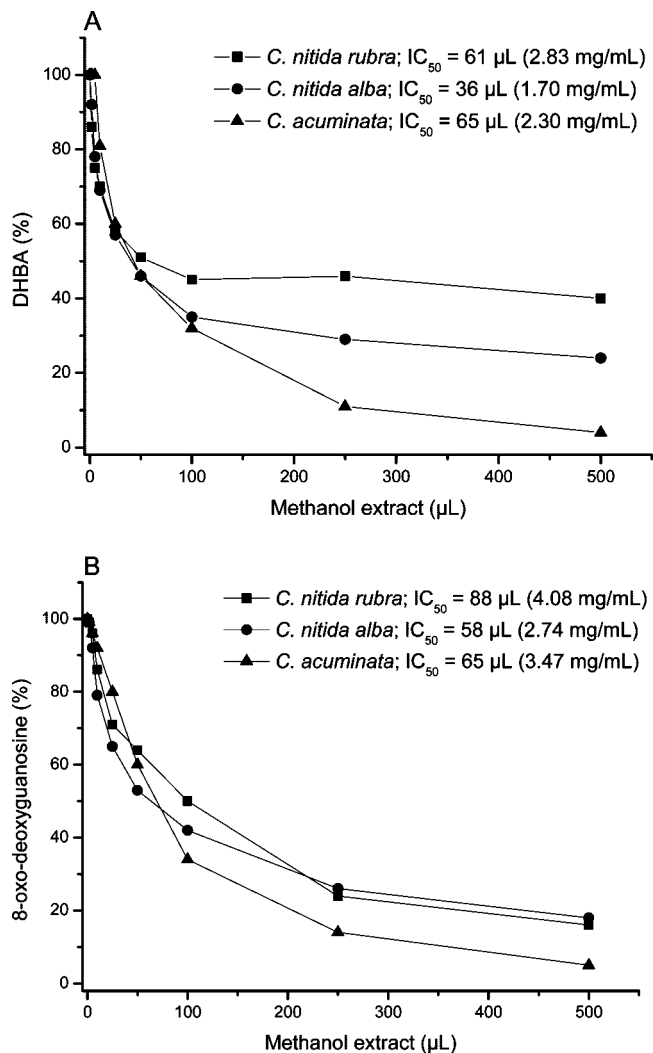 A
C. nitida rubra; IC50 = 61 µL (2.83 mg/mL)
C. nitida alba; IC50 = 36 µL (1.70 mg/mL)
C. acuminata; IC50 = 65 µL (2.30 mg/mL)
100
80
60
40
20
0
DHBA (%)
0 100 200 300 400 500
Methanol extract (µL)
B
C. nitida rubra; IC50 = 88 µL (4.08 mg/mL)
C. nitida alba; IC50 = 58 µL (2.74 mg/mL)
C. acuminata; IC50 = 65 µL (3.47 mg/mL)
100
80
60
40
20
0
8-oxo-deoxyguanosine (%)
0 100 200 300 400 500
Methanol extract (µL)